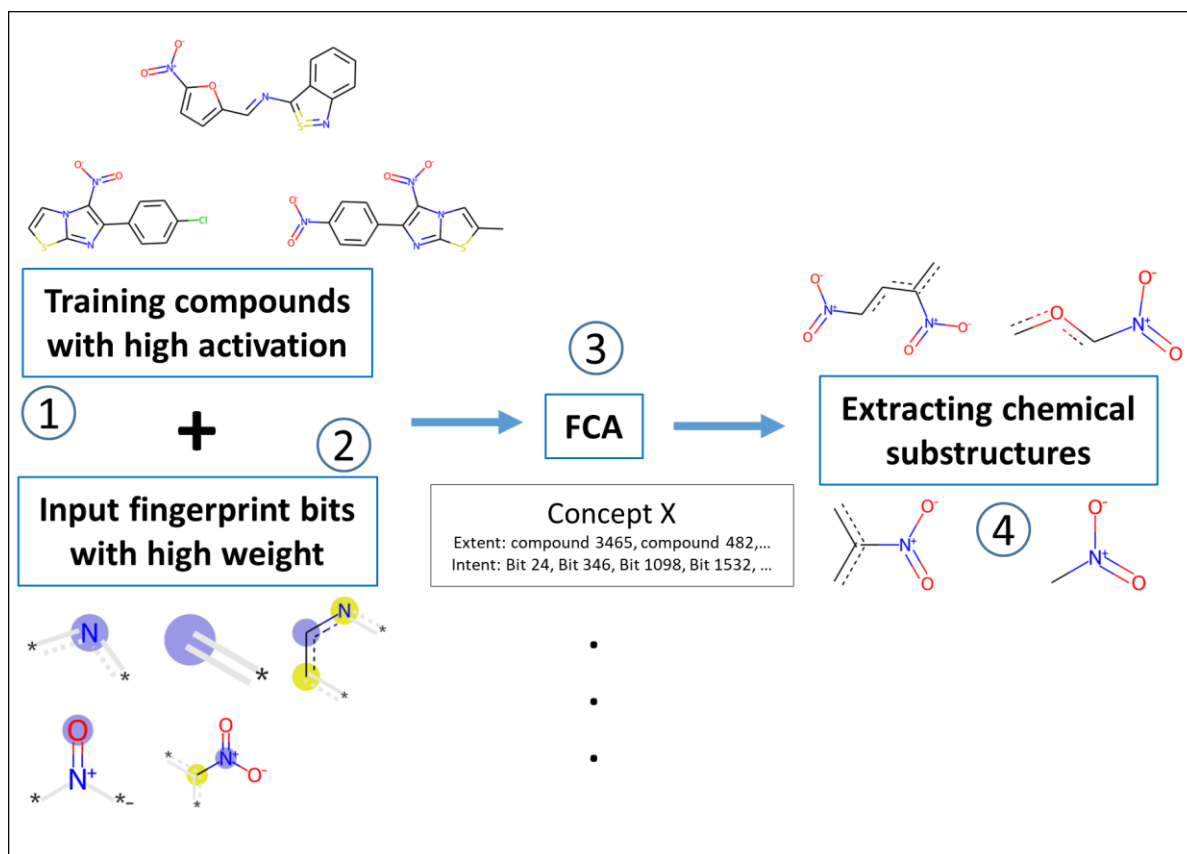 Training compounds
with high activation
1
+
2
Input fingerprint bits
with high weight
3
FCA
Concept X
Extent: compound 3465, compound 482,...
Intent: Bit 24, Bit 346, Bit 1098, Bit 1532, ...
Extracting chemical
substructures
4
O⁻
N⁺
O
O
N
S
N
O⁻
N⁺
O
N
S
N
Cl
O⁻
N⁺
O
O⁻
N⁺
O
N
N
S
N
*
*
*
N
*
*
O
N⁺
*
*-
O
N⁺
O⁻
*
*
O
N⁺
O⁻
N⁺
O⁻
O
O
O⁻
N⁺
O
O⁻
N⁺
O
O⁻
N⁺
O